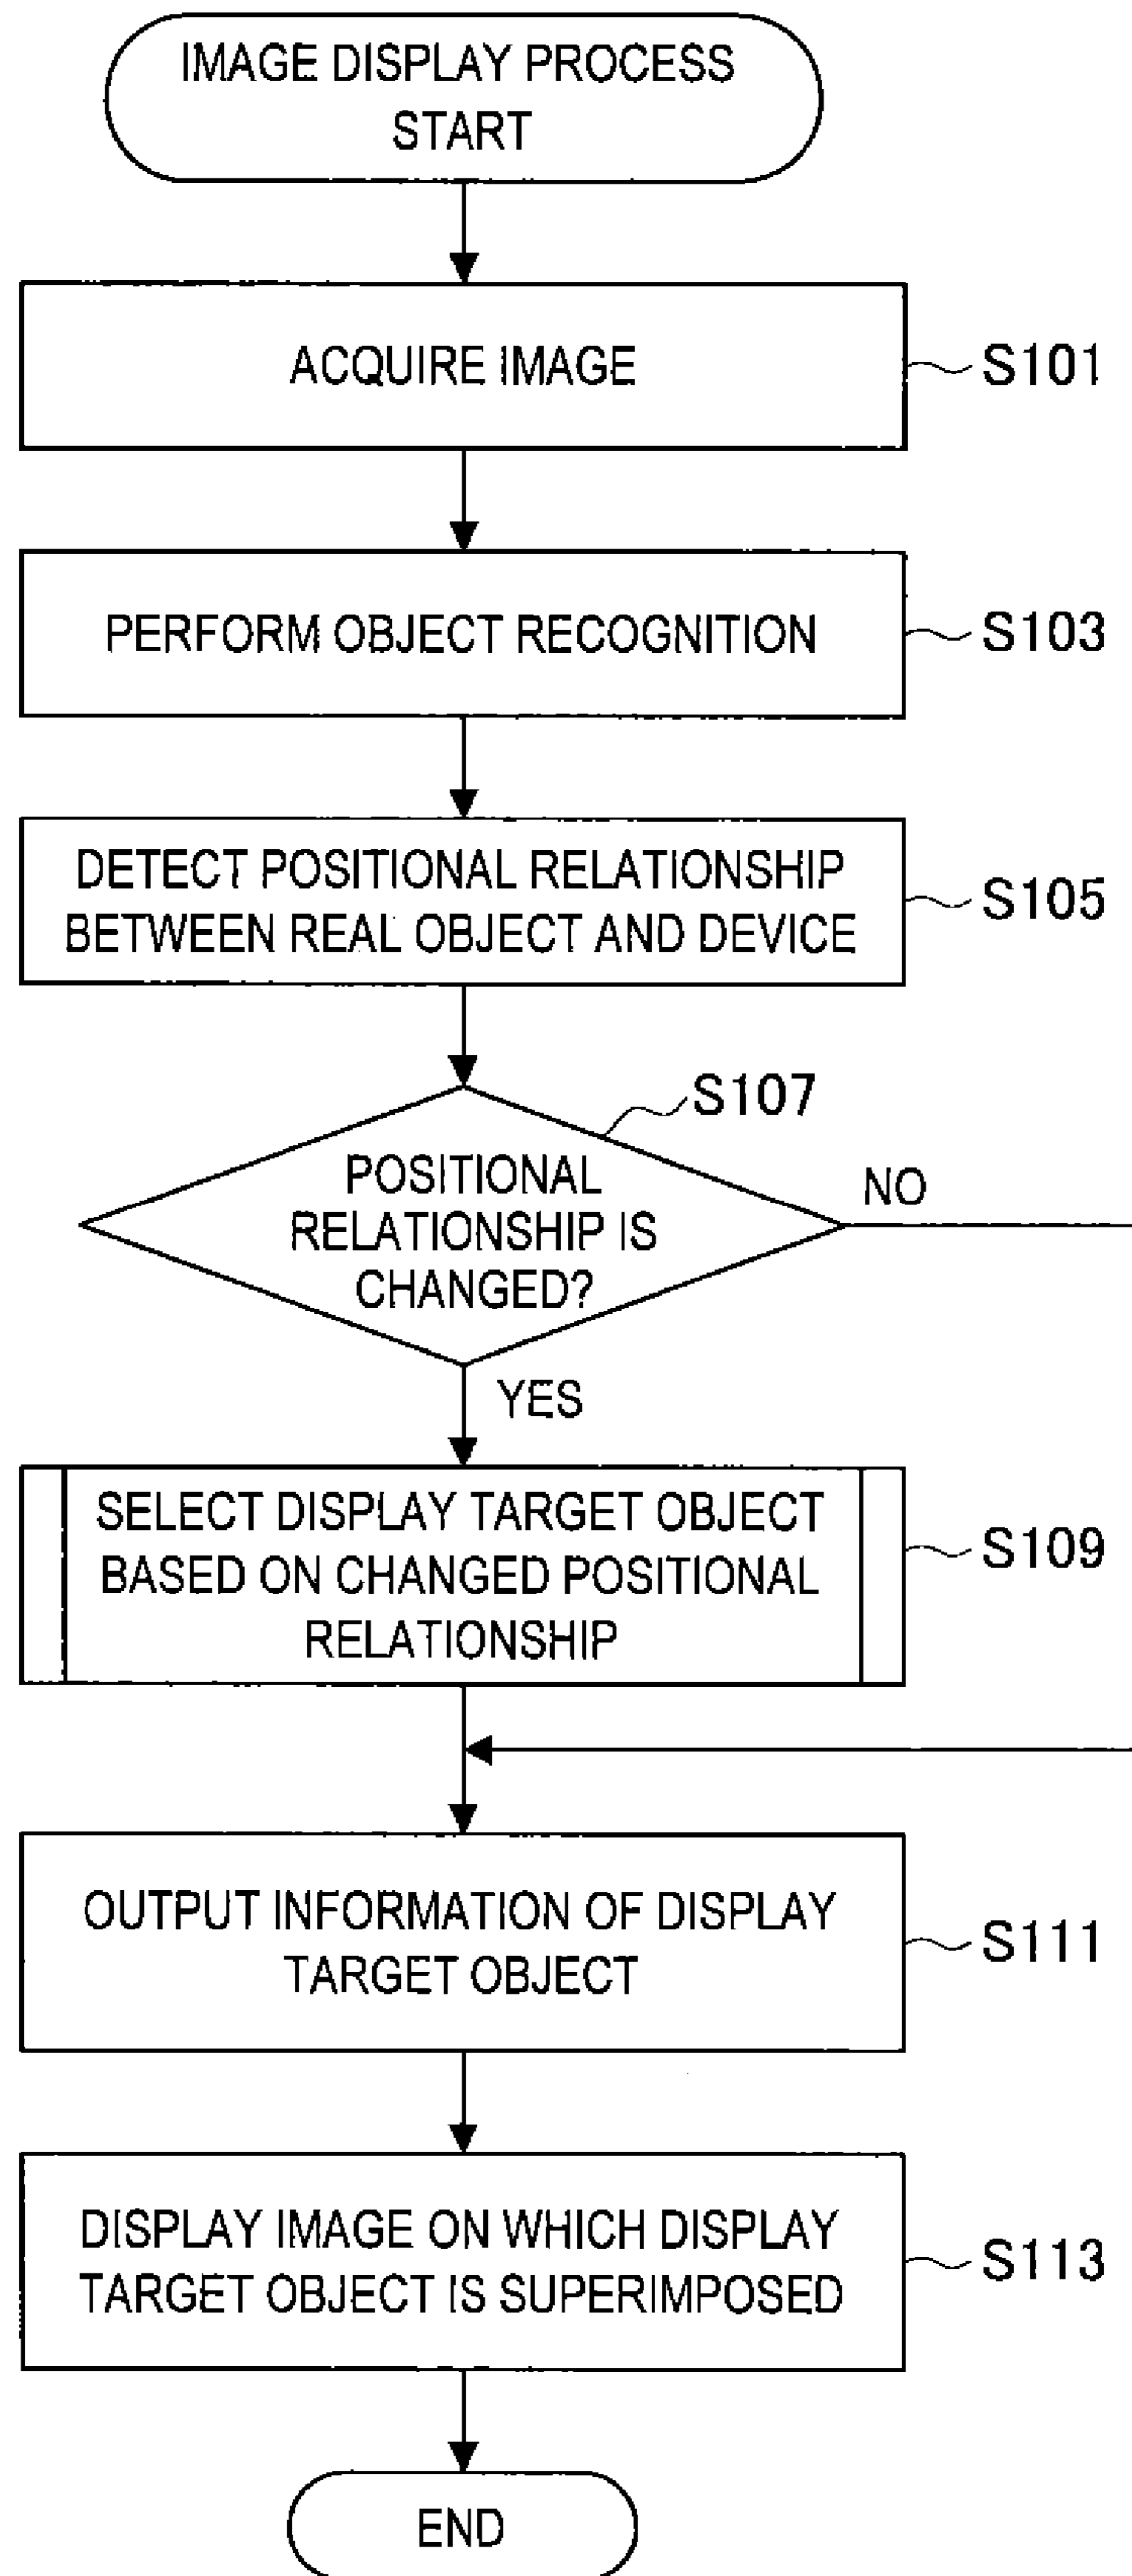 IMAGE DISPLAY PROCESS
START
ACQUIRE IMAGE
S101
PERFORM OBJECT RECOGNITION
S103
DETECT POSITIONAL RELATIONSHIP
BETWEEN REAL OBJECT AND DEVICE
S105
S107
POSITIONAL
RELATIONSHIP IS
CHANGED?
NO
YES
SELECT DISPLAY TARGET OBJECT
BASED ON CHANGED POSITIONAL
RELATIONSHIP
S109
OUTPUT INFORMATION OF DISPLAY
TARGET OBJECT
S111
DISPLAY IMAGE ON WHICH DISPLAY
TARGET OBJECT IS SUPERIMPOSED
S113
END